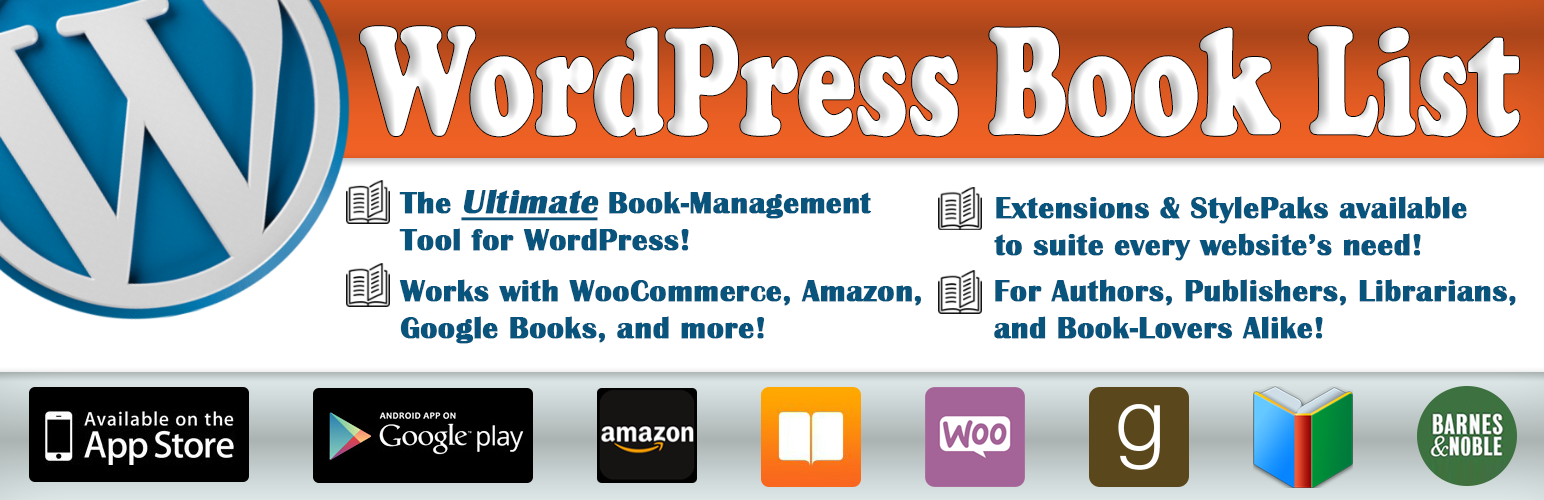 W
WordPress Book List
The Ultimate Book-Management
Tool for WordPress!
Works with WooCommerce, Amazon,
Google Books, and more!
Extensions & StylePaks available
to suite every website's need!
For Authors, Publishers, Librarians,
and Book-Lovers Alike!
Available on the
App Store
ANDROID APP ON
Google play
amazon
Woo
g
BARNES
&NOBLE